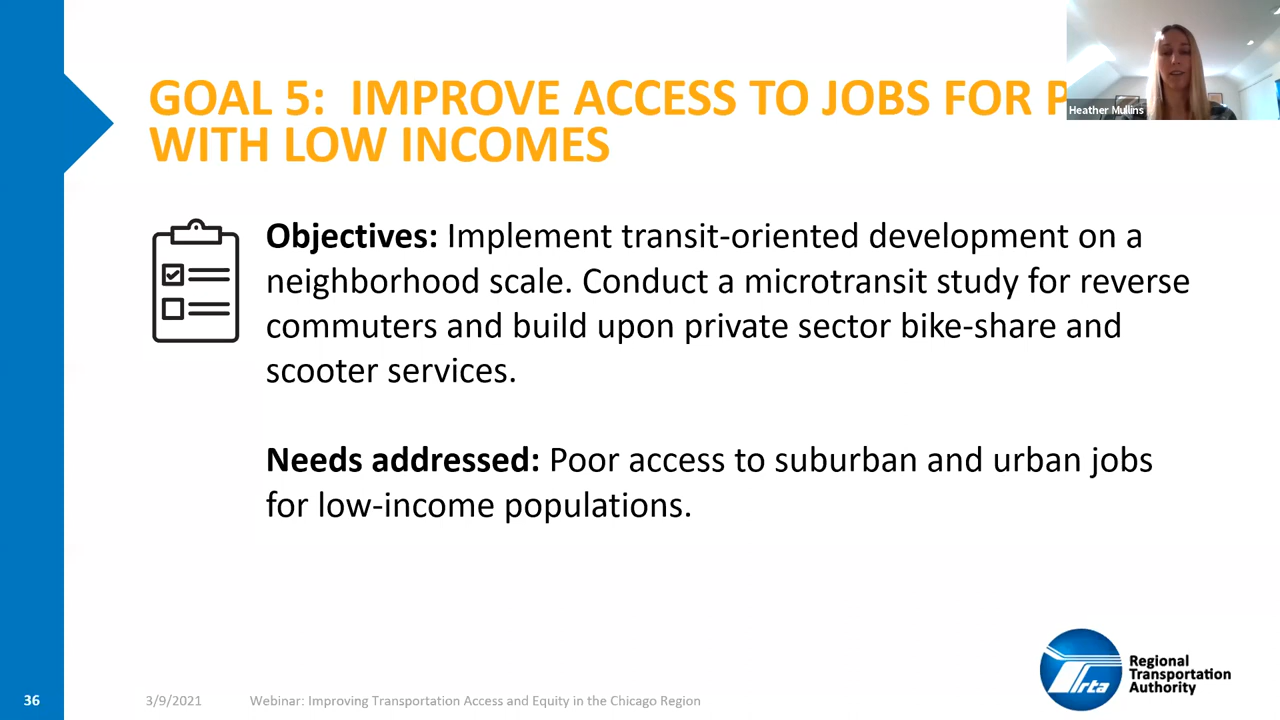 GOAL 5: IMPROVE ACCESS TO JOBS FOR
WITH LOW INCOMES
Heather Mullins
Objectives: Implement transit-oriented development on a
neighborhood scale. Conduct a microtransit study for reverse
commuters and build upon private sector bike-share and
scooter services.
Needs addressed: Poor access to suburban and urban jobs
for low-income populations.
rta
Regional
Transportation
Authority
36
3/9/2021
Webinar: Improving Transportation Access and Equity in the Chicago Region